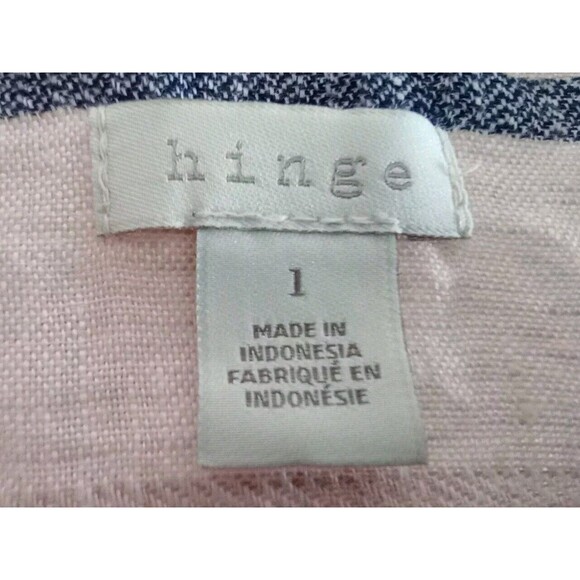 hinge
1
MADE IN
INDONESIA
FABRIQUÉ EN
INDONÉSIE